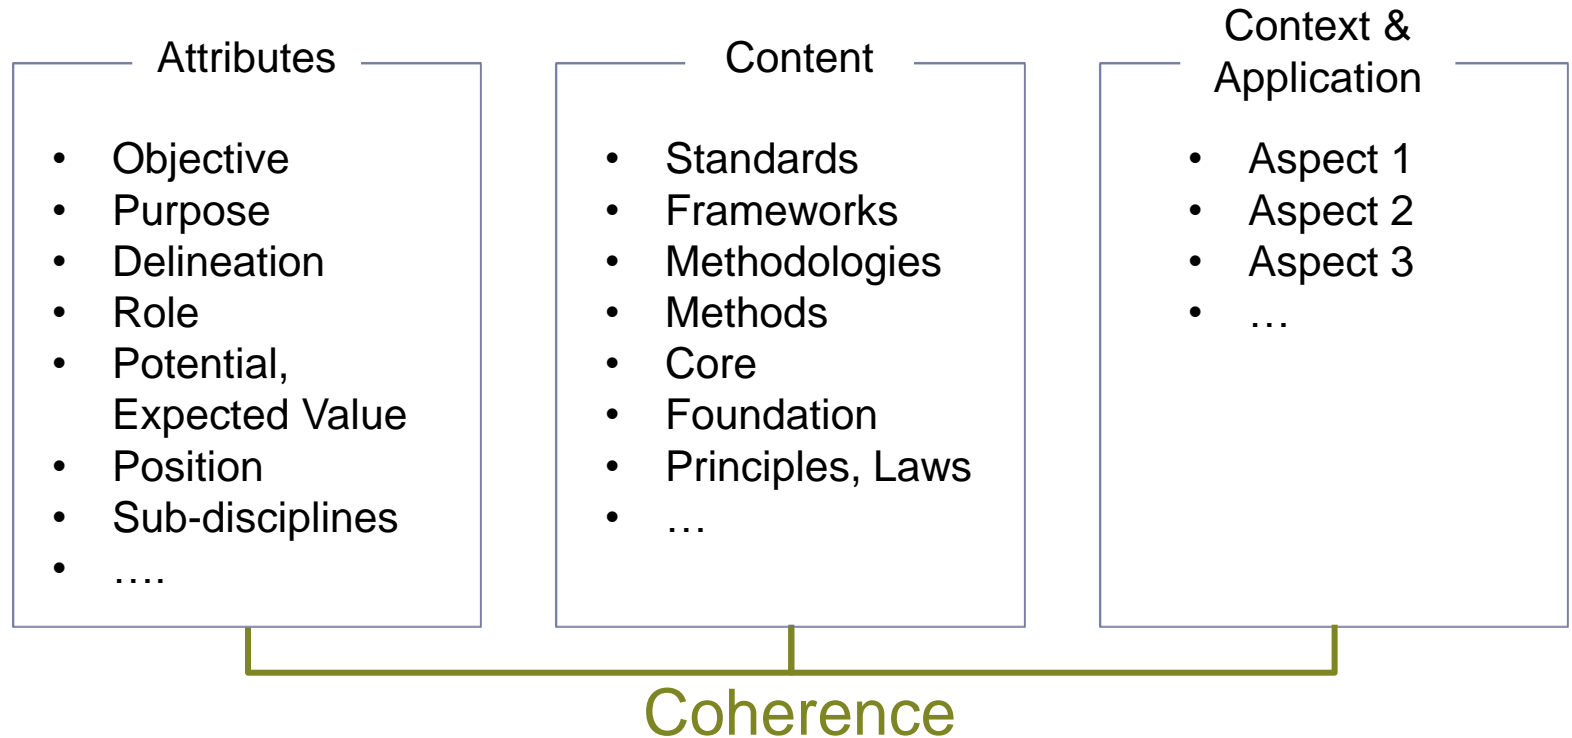 Attributes
• Objective
• Purpose
• Delineation
• Role
• Potential,
Expected Value
• Position
• Sub-disciplines
• ….
Content
• Standards
• Frameworks
• Methodologies
• Methods
• Core
• Foundation
• Principles, Laws
• …
Context &
Application
• Aspect 1
• Aspect 2
• Aspect 3
• …
Coherence